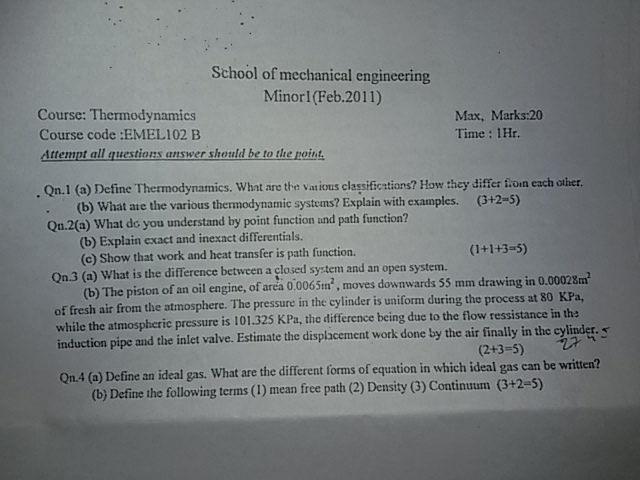 School of mechanical engineering
Minor1(Feb.2011)
Course: Thermodynamics Max, Marks:20
Course code :EMEL102 B Time : 1Hr.
Attempt all questions answer should be to the point.
Qn.1 (a) Define Thermodynamics. What are the various classifications? How they differ from each other.
(b) What are the various thermodynamic systems? Explain with examples. (3+2=5)
Qn.2(a) What do you understand by point function and path function?
(b) Explain exact and inexact differentials.
(c) Show that work and heat transfer is path function. (1+1+3=5)
Qn.3 (a) What is the difference between a closed system and an open system.
(b) The piston of an oil engine, of area 0.0065m², moves downwards 55 mm drawing in 0.00028m²
of fresh air from the atmosphere. The pressure in the cylinder is uniform during the process at 80 KPa,
while the atmospheric pressure is 101.325 KPa, the difference being due to the flow ressistance in the
induction pipe and the inlet valve. Estimate the displacement work done by the air finally in the cylinder.
(2+3=5) 27
Qn.4 (a) Define an ideal gas. What are the different forms of equation in which ideal gas can be written?
(b) Define the following terms (1) mean free path (2) Density (3) Continuum (3+2=5)